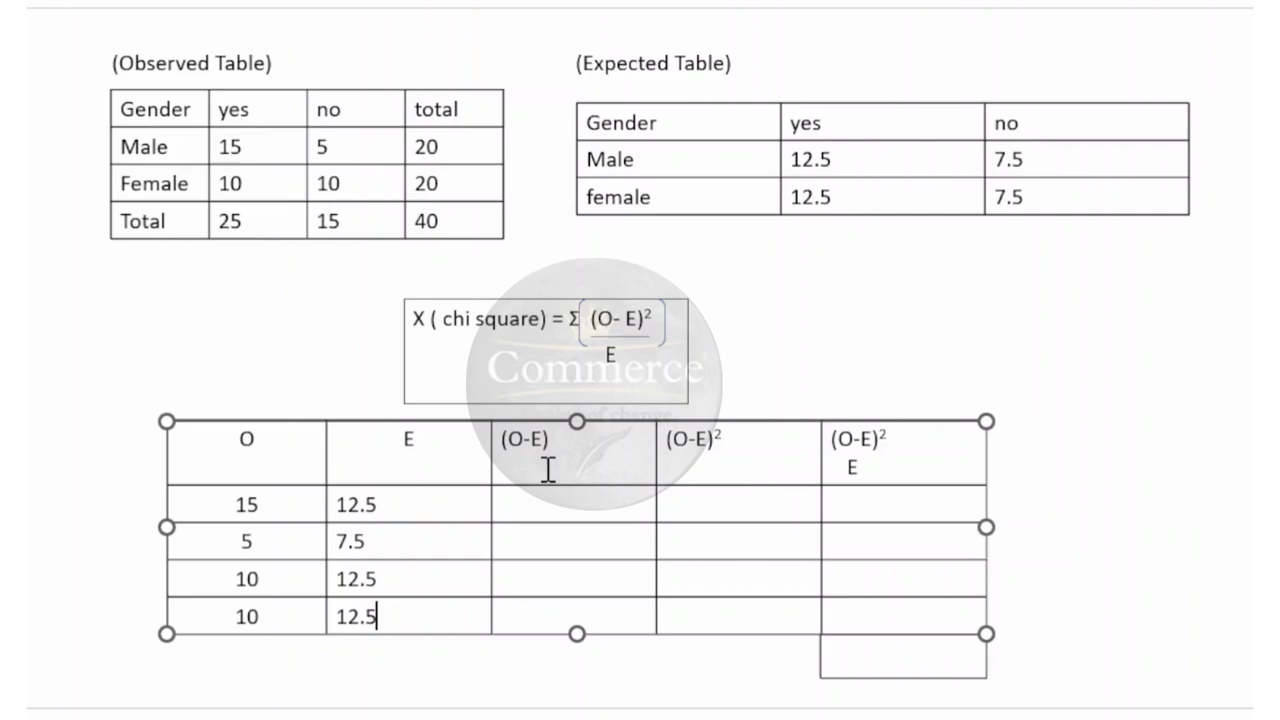 (Observed Table)
Gender yes no total
Male 15 5 20
Female 10 10 20
Total 25 15 40
(Expected Table)
Gender yes no
Male 12.5 7.5
female 12.5 7.5
X ( chi square) = Σ (O- E)²
E
Commerce
of change
O E (O-E) (O-E)² (O-E)²
E
15 12.5
5 7.5
10 12.5
10 12.5